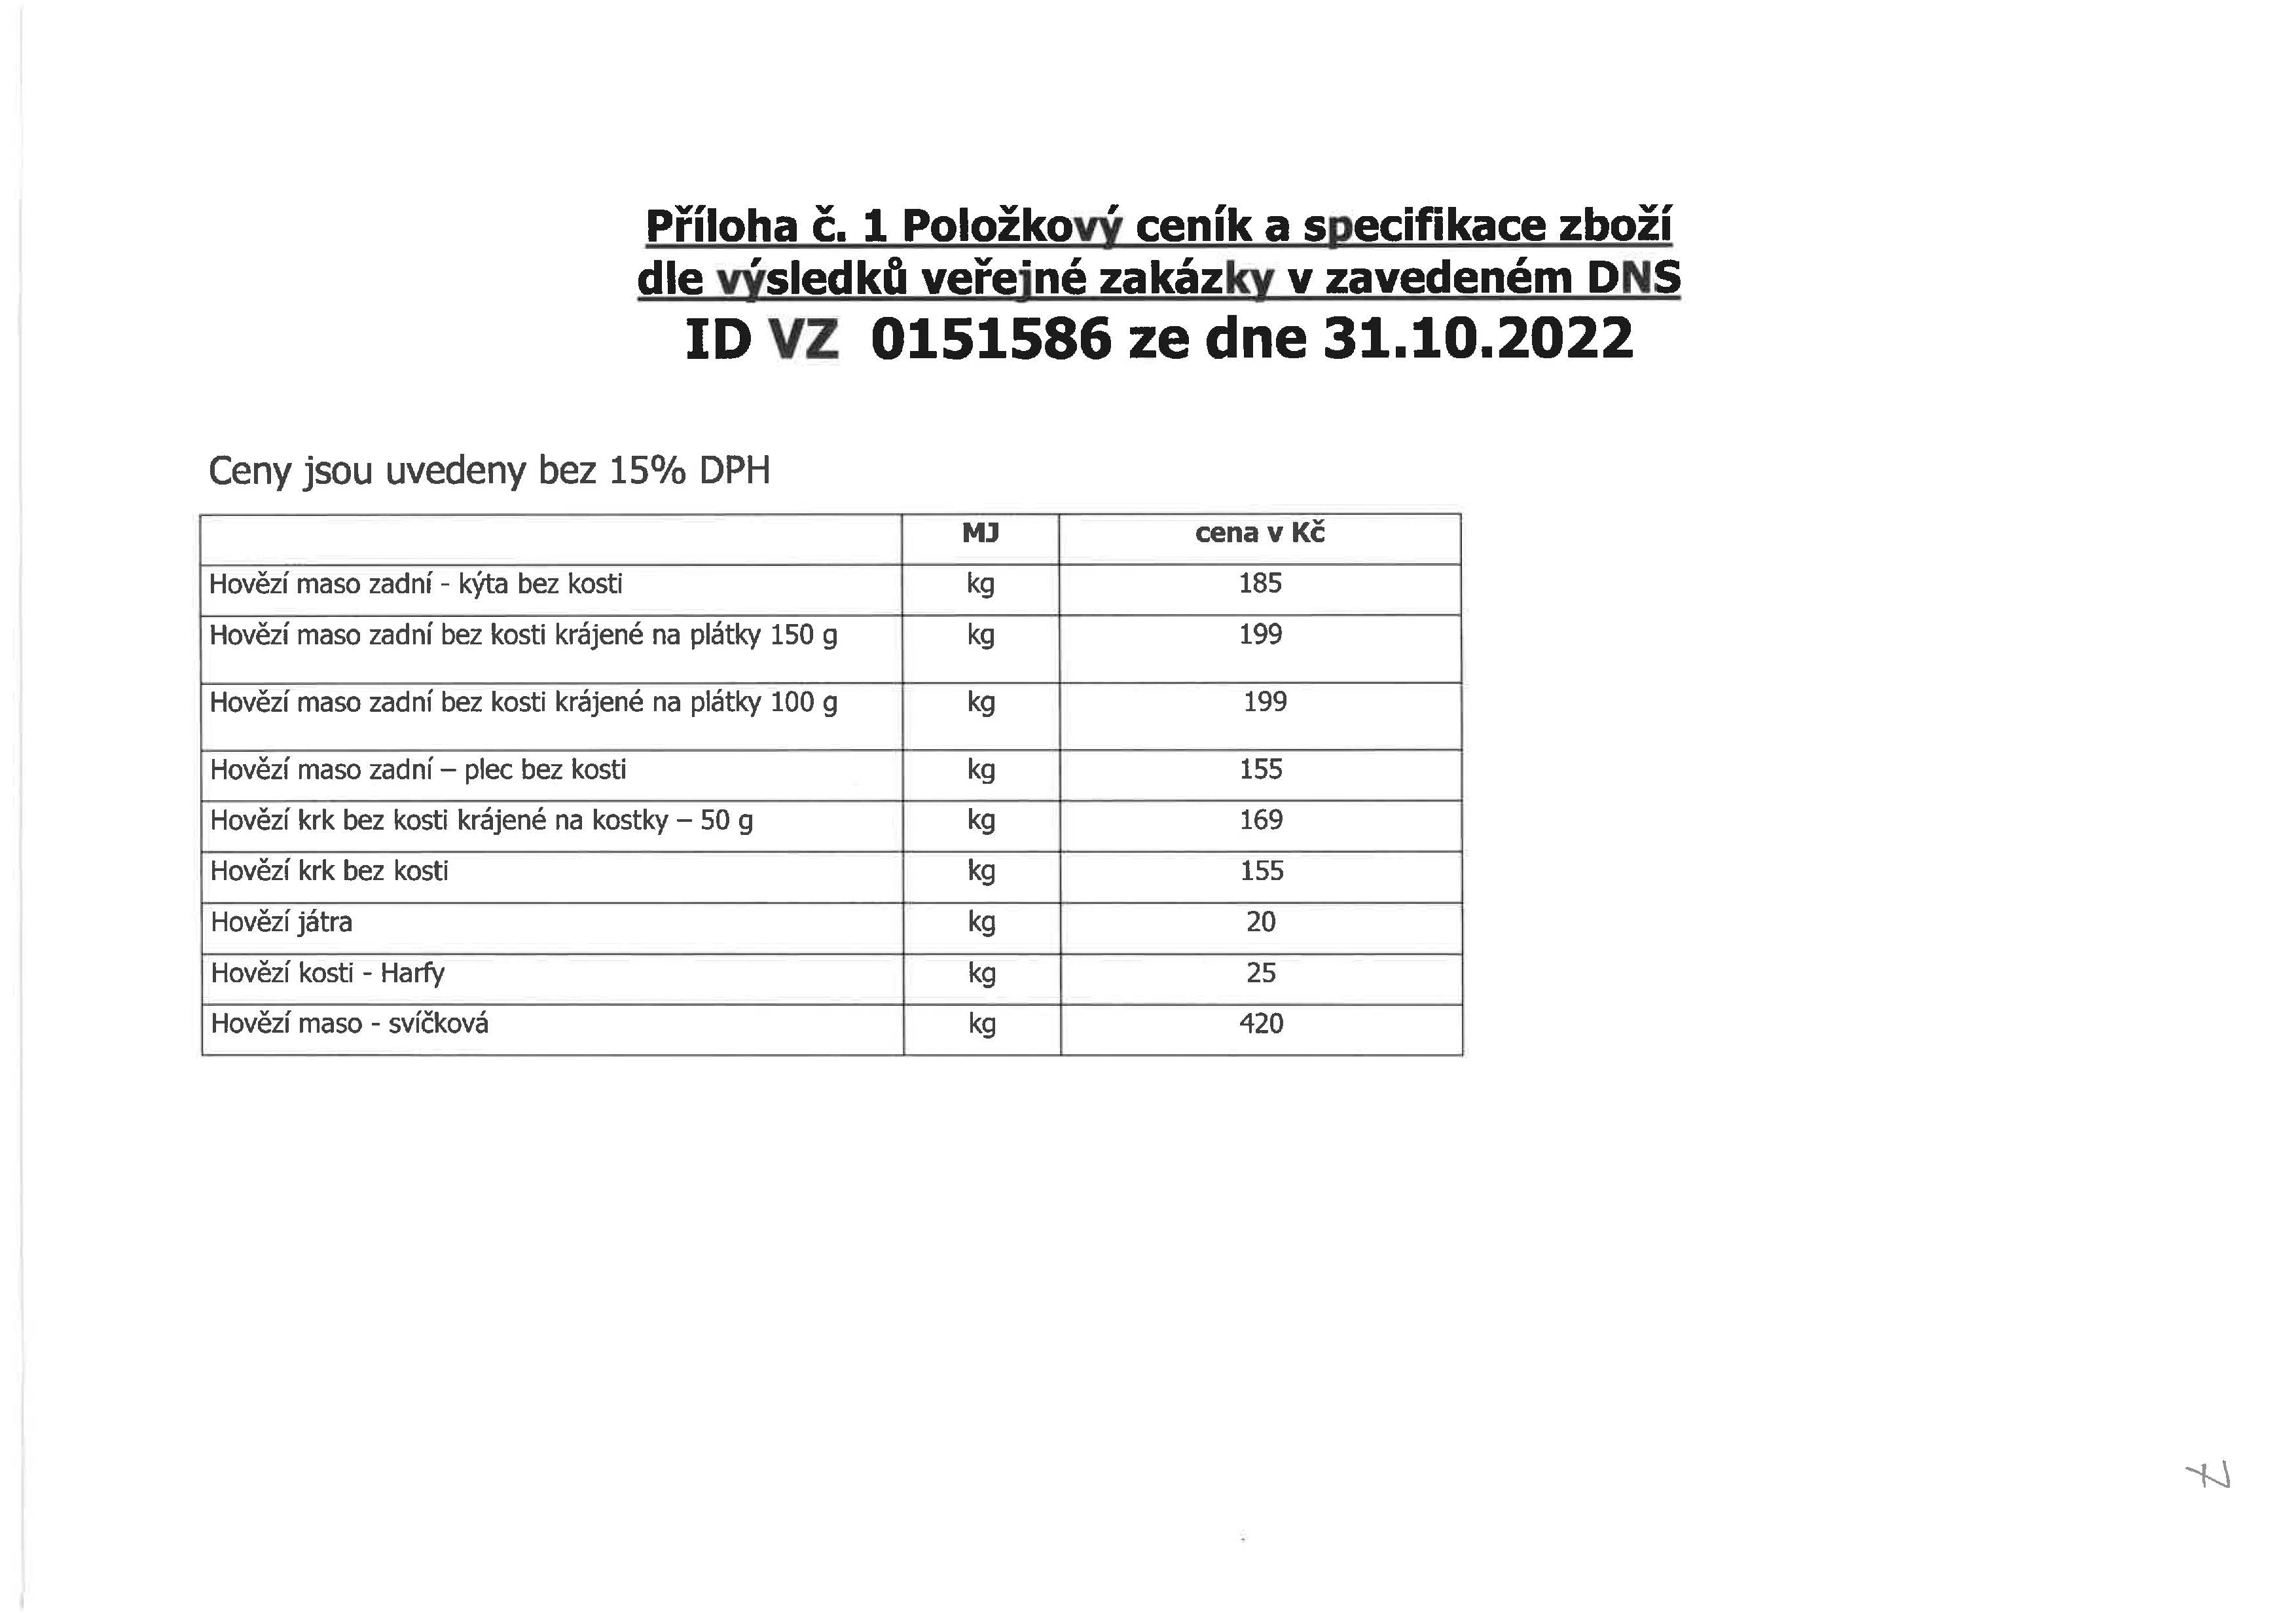 Příloha č. 1 Položkový ceník a specifikace zboží
dle výsledků veřejné zakázky v zavedeném DNS
ID VZ 0151586 ze dne 31.10.2022
Ceny jsou uvedeny bez 15% DPH
MJ cena v Kč
Hovězí maso zadní - kýta bez kosti kg 185
Hovězí maso zadní bez kosti krájené na plátky 150 g kg 199
Hovězí maso zadní bez kosti krájené na plátky 100 g kg 199
Hovězí maso zadní – plec bez kosti kg 155
Hovězí krk bez kosti krájené na kostky – 50 g kg 169
Hovězí krk bez kosti kg 155
Hovězí játra kg 20
Hovězí kosti - Harfy kg 25
Hovězí maso - svíčková kg 420
7